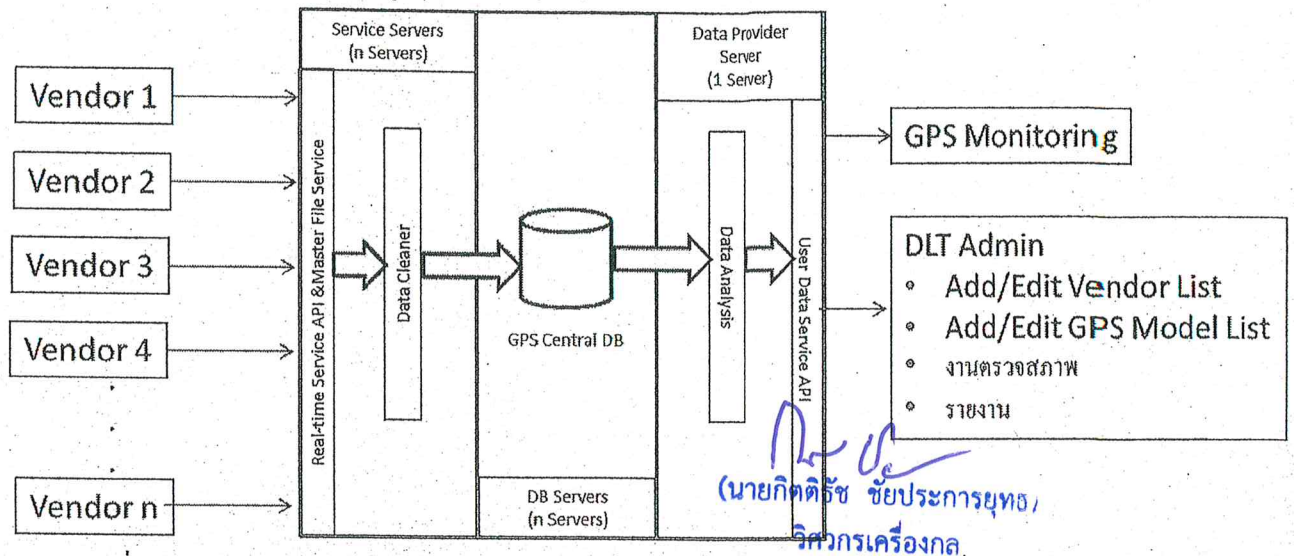 Service Servers
(n Servers)
Data Provider
Server
(1 Server)
Vendor 1
Vendor 2
Vendor 3
Vendor 4
Vendor n
Real-time Service API &Master File Service
Data Cleaner
GPS Central DB
DB Servers
(n Servers)
Data Analysis
User Data Service API
GPS Monitoring
DLT Admin
• Add/Edit Vendor List
• Add/Edit GPS Model List
• งานตรวจสภาพ
• รายงาน
(นายกิตติรัช ชัยประการยุทธ)
วิศวกรเครื่องกล